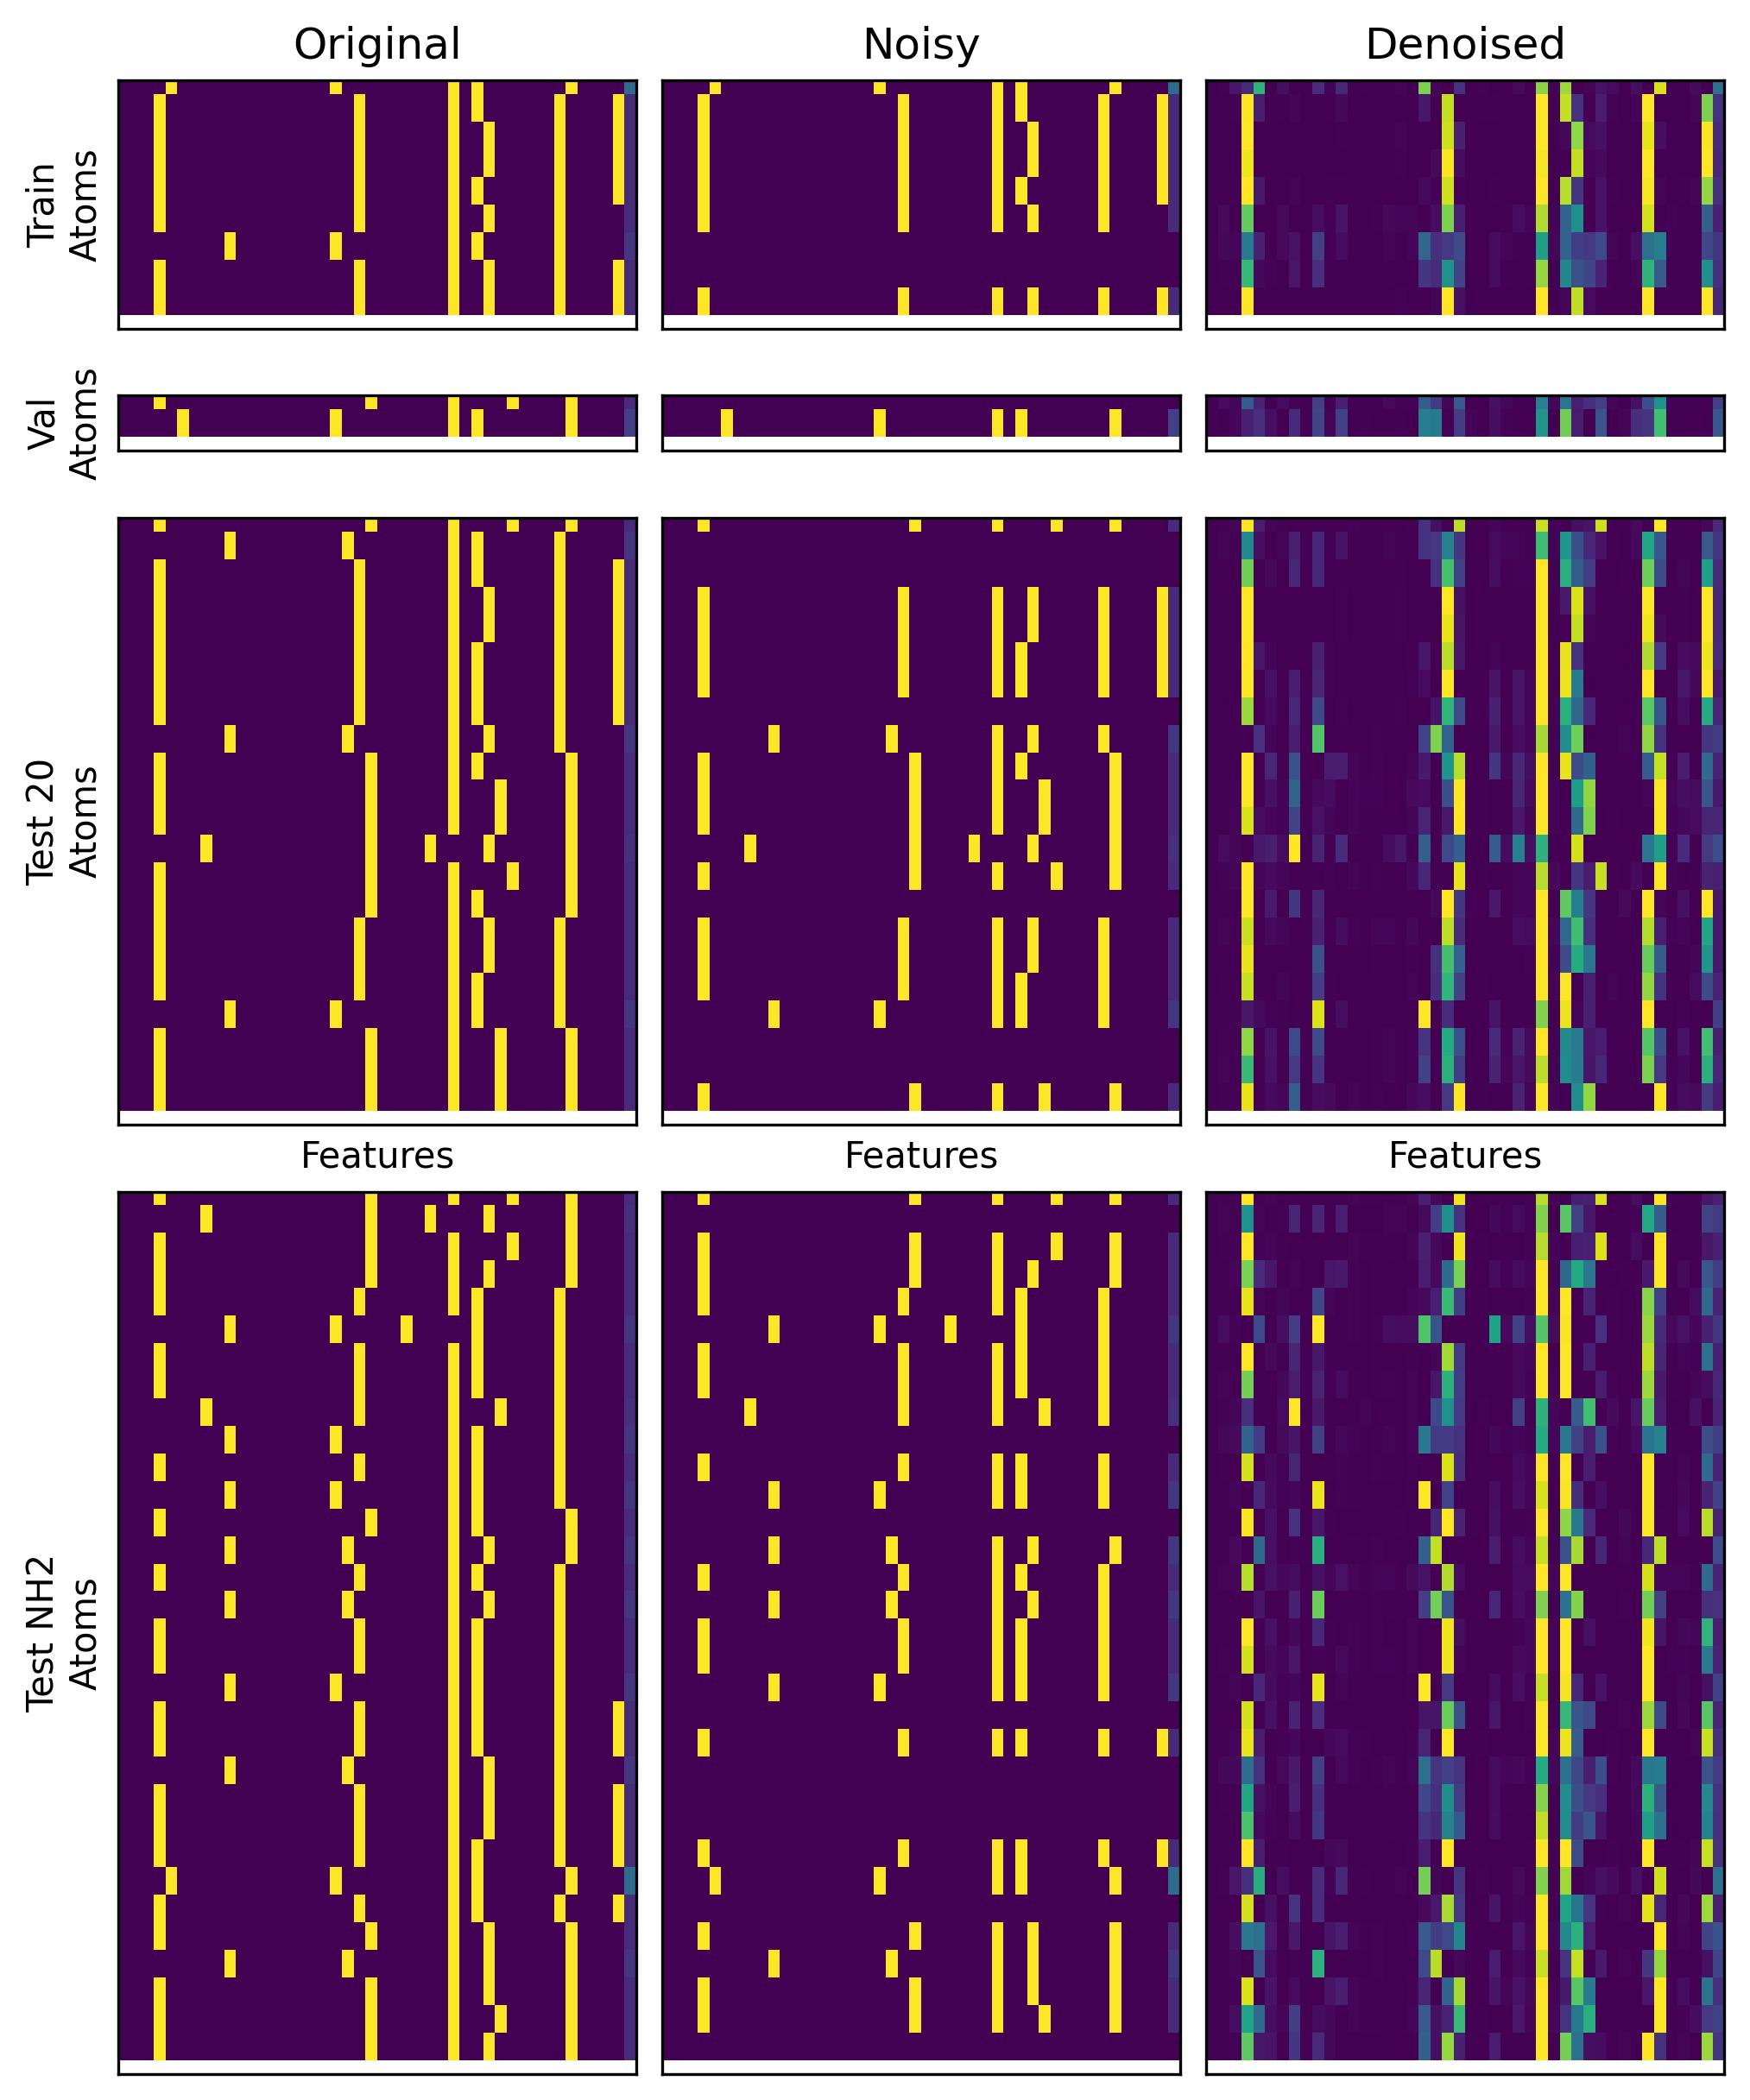 Original
Noisy
Denoised
Train
Atoms
Val
Atoms
Test 20
Atoms
Features
Features
Features
Test NH2
Atoms